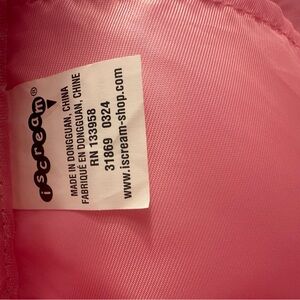 iscream®
MADE IN DONGGUAN, CHINA
FABRIQUÉ EN DONGGUAN, CHINE
RN 133958
31869 0324
www.iscream-shop.com